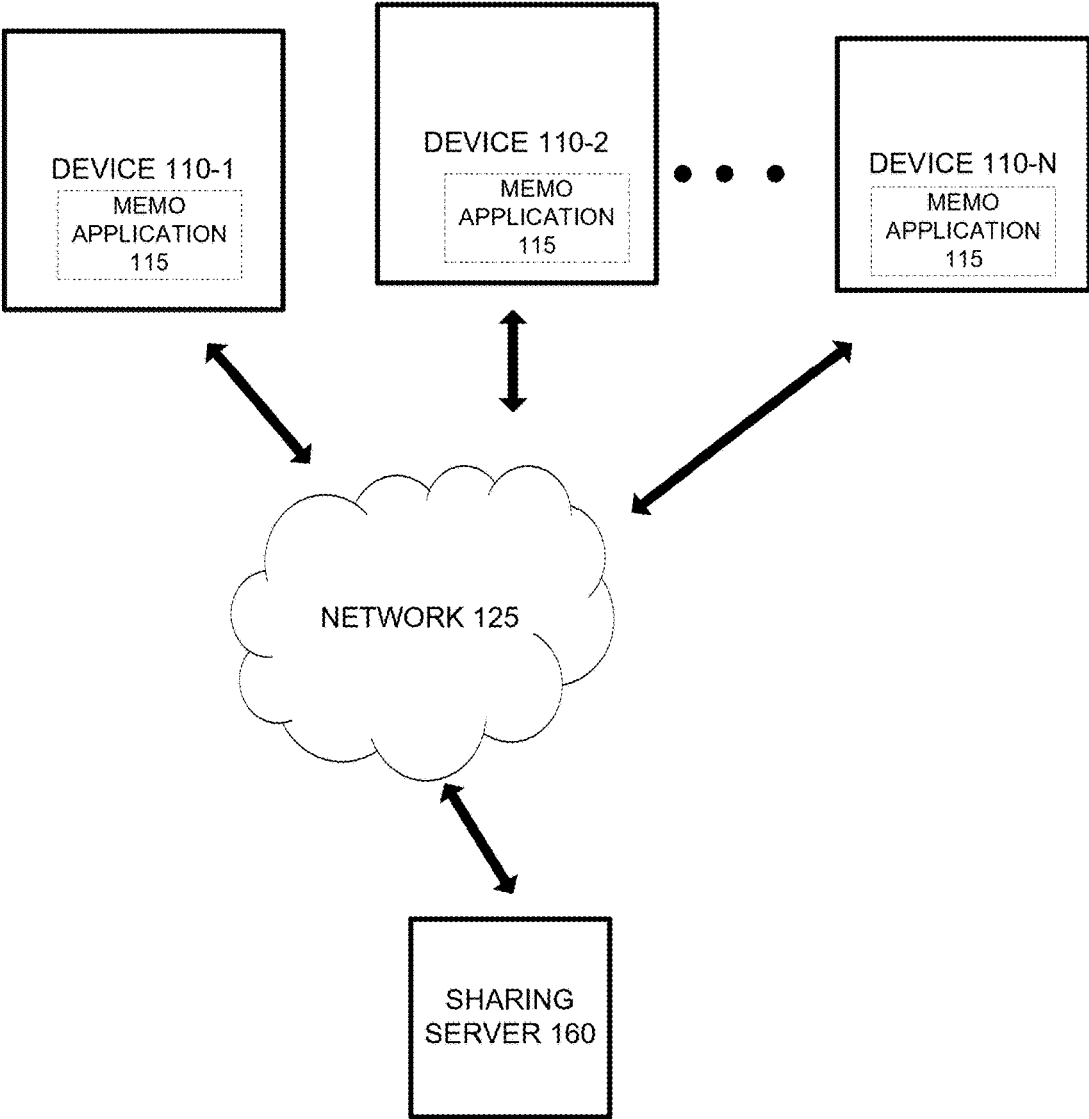 DEVICE 110-1
MEMO
APPLICATION
115
DEVICE 110-2
MEMO
APPLICATION
115
DEVICE 110-N
MEMO
APPLICATION
115
NETWORK 125
SHARING
SERVER 160